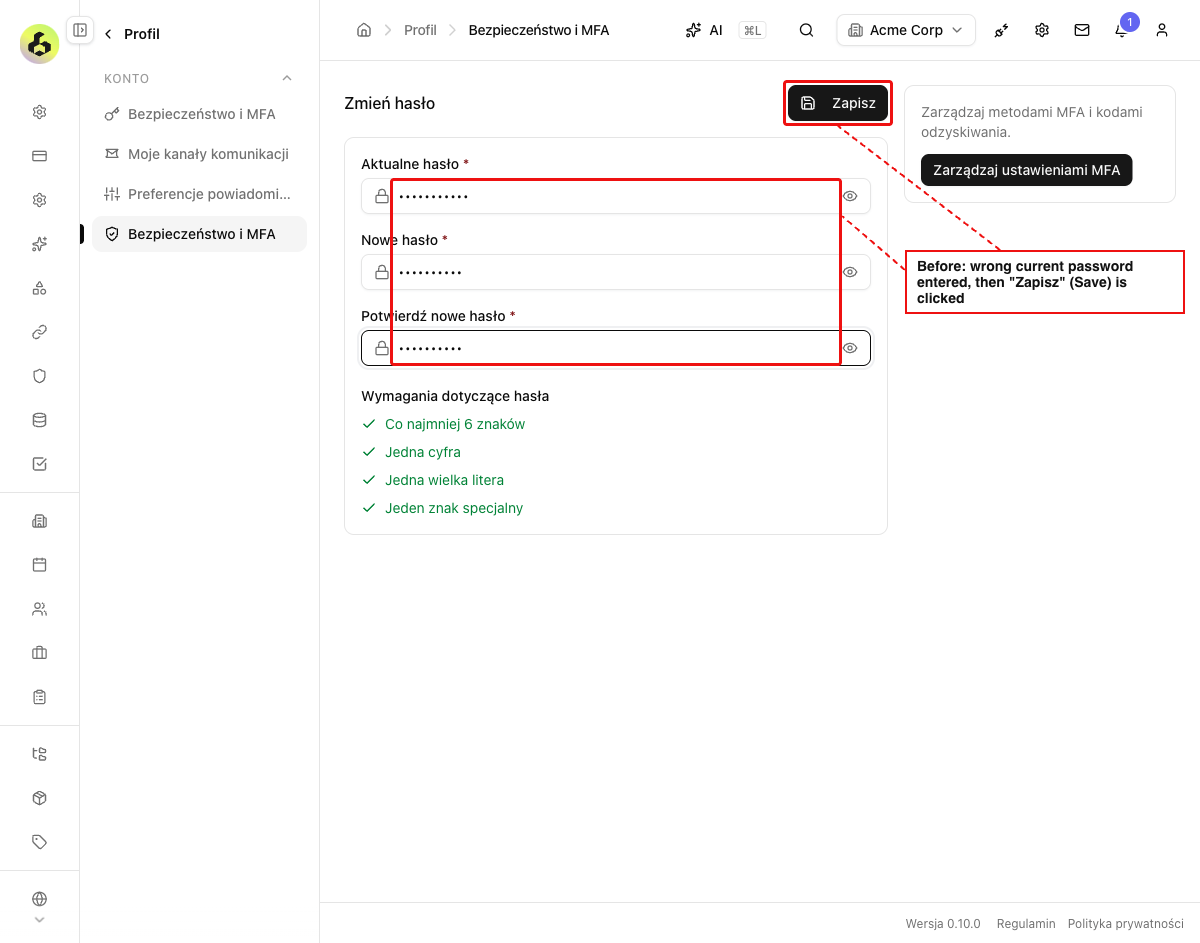 Profil
KONTO
Bezpieczeństwo i MFA
Moje kanały komunikacji
Preferencje powiadomi...
Bezpieczeństwo i MFA
Profil
Bezpieczeństwo i MFA
AI
⌘L
Acme Corp
1
Zmień hasło
Zapisz
Aktualne hasło *
•••••••••••
Nowe hasło *
••••••••••
Potwierdź nowe hasło *
••••••••••
Wymagania dotyczące hasła
Co najmniej 6 znaków
Jedna cyfra
Jedna wielka litera
Jeden znak specjalny
Zarządzaj metodami MFA i kodami
odzyskiwania.
Zarządzaj ustawieniami MFA
Before: wrong current password
entered, then "Zapisz" (Save) is
clicked
Wersja 0.10.0
Regulamin
Polityka prywatności